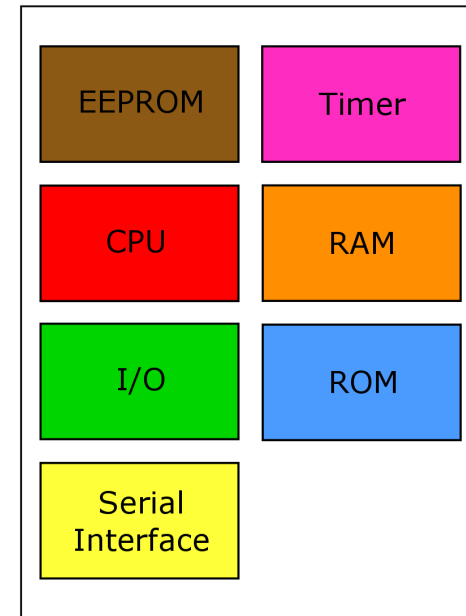 EEPROM
Timer
CPU
RAM
I/O
ROM
Serial
Interface